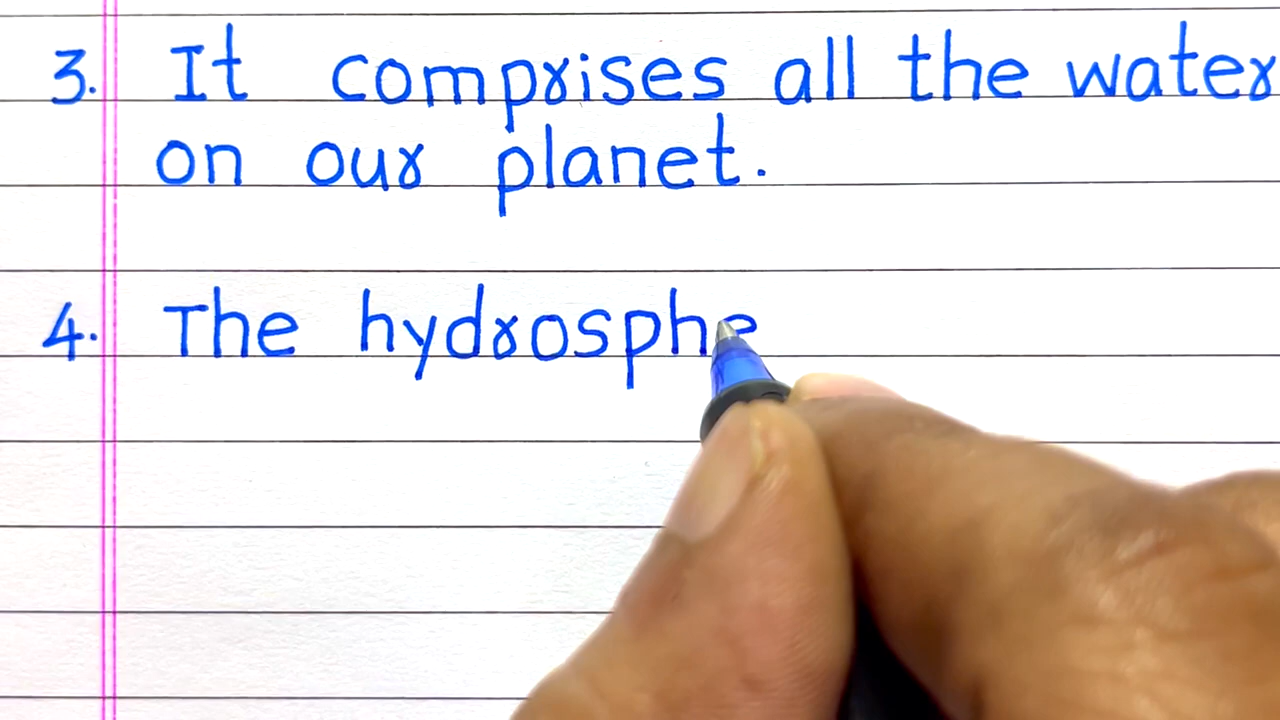 3. It comprises all the water
on our planet.
4. The hydrosphe